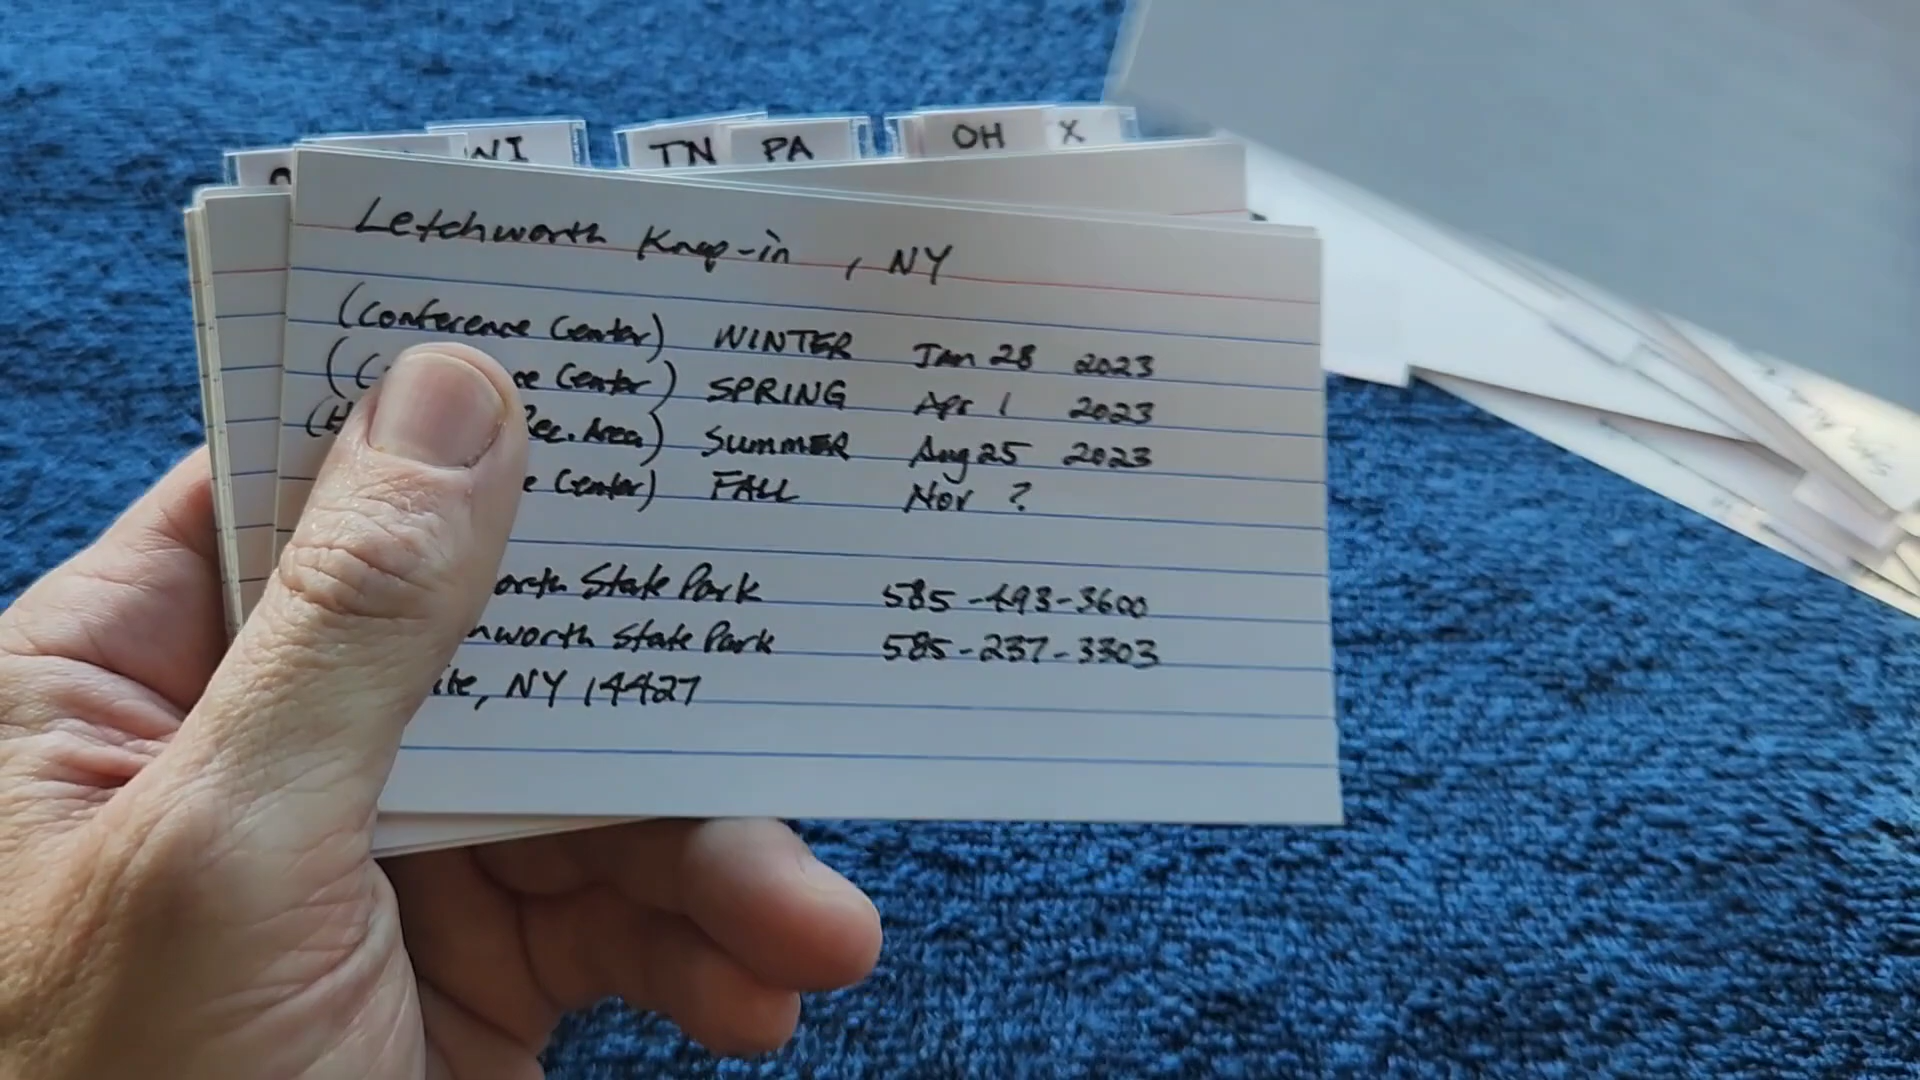 WI TN PA OH X
Letchworth Knap-in, NY
(Conference Center) WINTER Jan 28 2023
Center) SPRING Apr 1 2023
Rec. Area) SUMMER Aug 25 2023
Center) FALL Nov ?
State Park 585-493-3600
State Park 585-237-3303
NY 14427